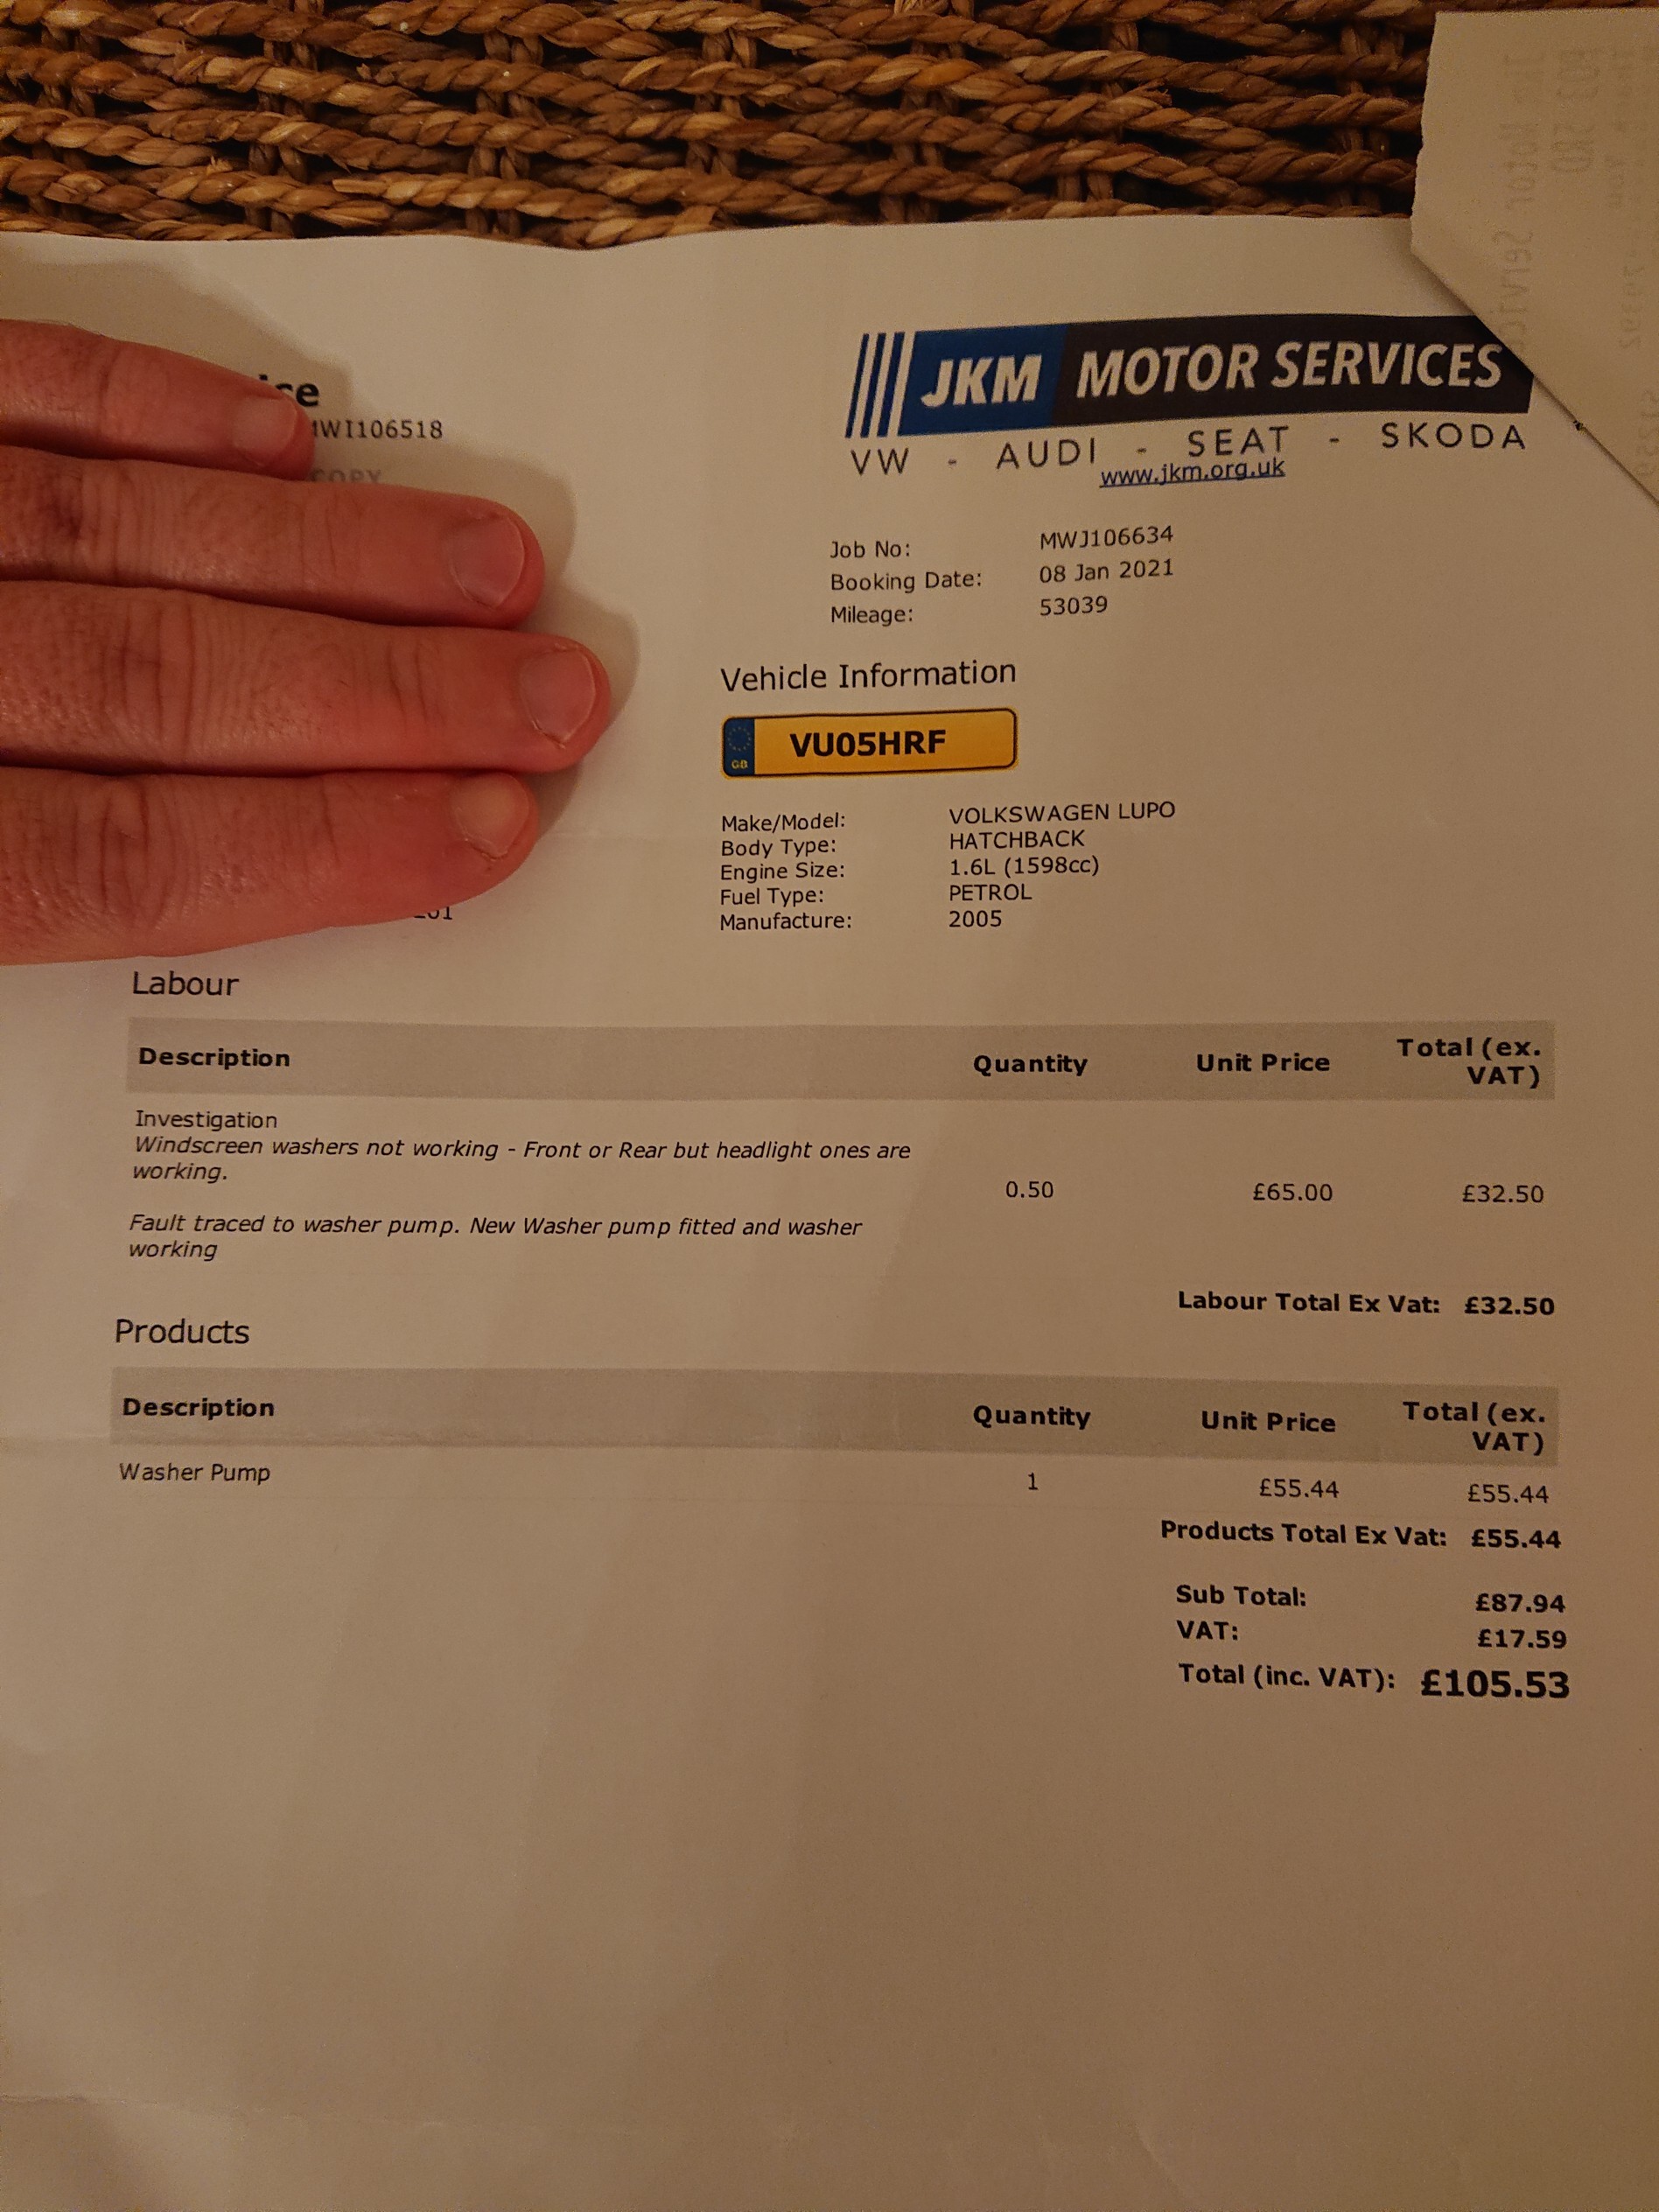 MWI106518
COPY
JKM MOTOR SERVICES
VW - AUDI - SEAT - SKODA
www.jkm.org.uk
Job No: MWJ106634
Booking Date: 08 Jan 2021
Mileage: 53039
Vehicle Information
GB VU05HRF
Make/Model: VOLKSWAGEN LUPO
Body Type: HATCHBACK
Engine Size: 1.6L (1598cc)
Fuel Type: PETROL
Manufacture: 2005
Labour
Description Quantity Unit Price Total (ex.
VAT)
Investigation
Windscreen washers not working - Front or Rear but headlight ones are
working.
0.50 £65.00 £32.50
Fault traced to washer pump. New Washer pump fitted and washer
working
Labour Total Ex Vat: £32.50
Products
Description Quantity Unit Price Total (ex.
VAT)
Washer Pump 1 £55.44 £55.44
Products Total Ex Vat: £55.44
Sub Total: £87.94
VAT: £17.59
Total (inc. VAT): £105.53